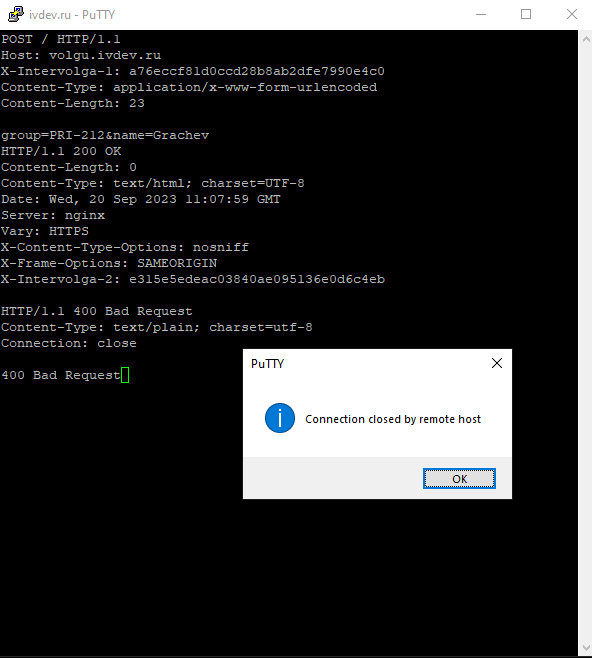 ivdev.ru - PuTTY
POST / HTTP/1.1
Host: volgu.ivdev.ru
X-Intervolga-1: a76eccf81d0ccd28b8ab2dfe7990e4c0
Content-Type: application/x-www-form-urlencoded
Content-Length: 23

group=PRI-212&name=Grachev
HTTP/1.1 200 OK
Content-Length: 0
Content-Type: text/html; charset=UTF-8
Date: Wed, 20 Sep 2023 11:07:59 GMT
Server: nginx
Vary: HTTPS
X-Content-Type-Options: nosniff
X-Frame-Options: SAMEORIGIN
X-Intervolga-2: e315e5edeac03840ae095136e0d6c4eb

HTTP/1.1 400 Bad Request
Content-Type: text/plain; charset=utf-8
Connection: close

400 Bad Request
PuTTY
Connection closed by remote host
OK